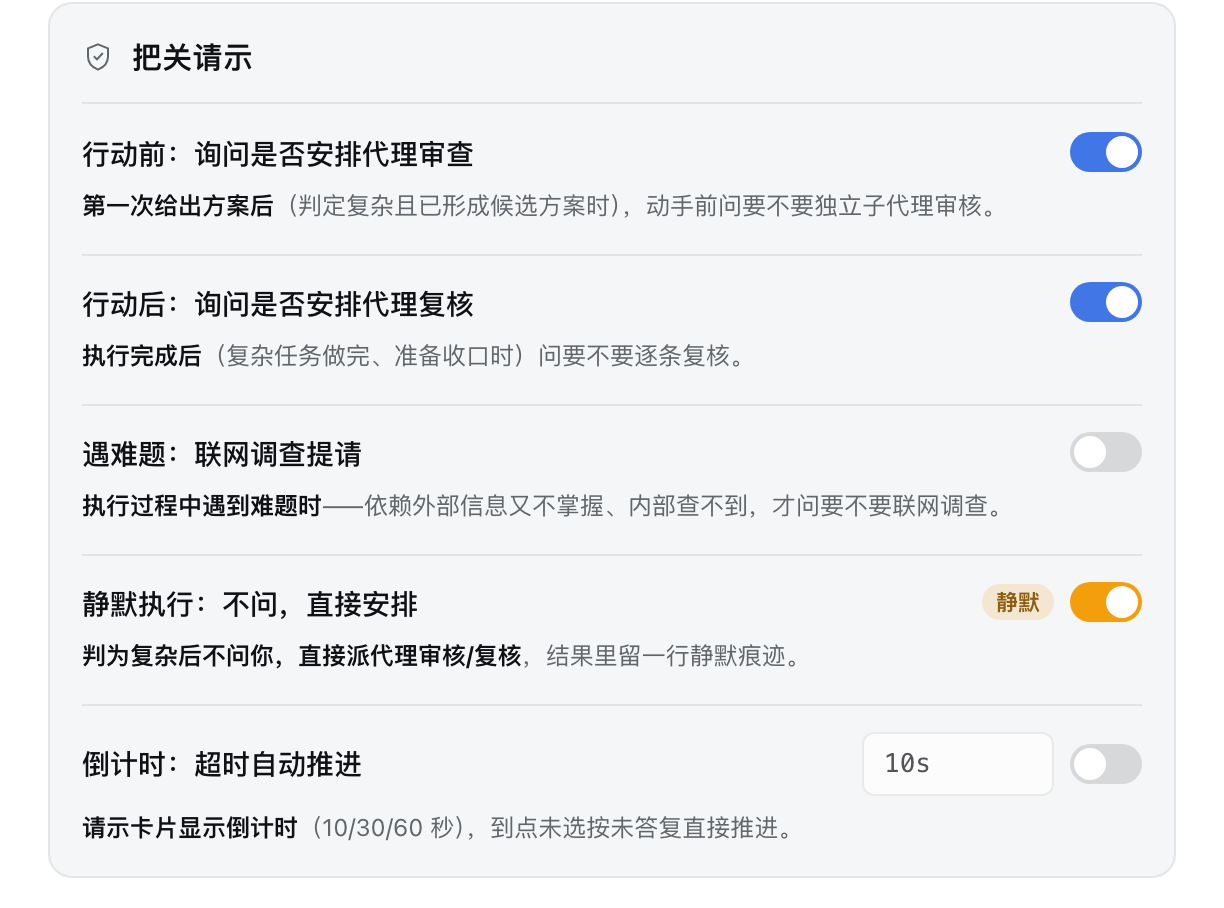 把关请示
行动前：询问是否安排代理审查
第一次给出方案后（判定复杂且已形成候选方案时），动手前问要不要独立子代理审核。
行动后：询问是否安排代理复核
执行完成后（复杂任务做完、准备收口时）问要不要逐条复核。
遇难题：联网调查提请
执行过程中遇到难题时——依赖外部信息又不掌握、内部查不到，才问要不要联网调查。
静默执行：不问，直接安排 静默
判为复杂后不问你，直接派代理审核/复核，结果里留一行静默痕迹。
倒计时：超时自动推进 10s
请示卡片显示倒计时（10/30/60 秒），到点未选按未答复直接推进。